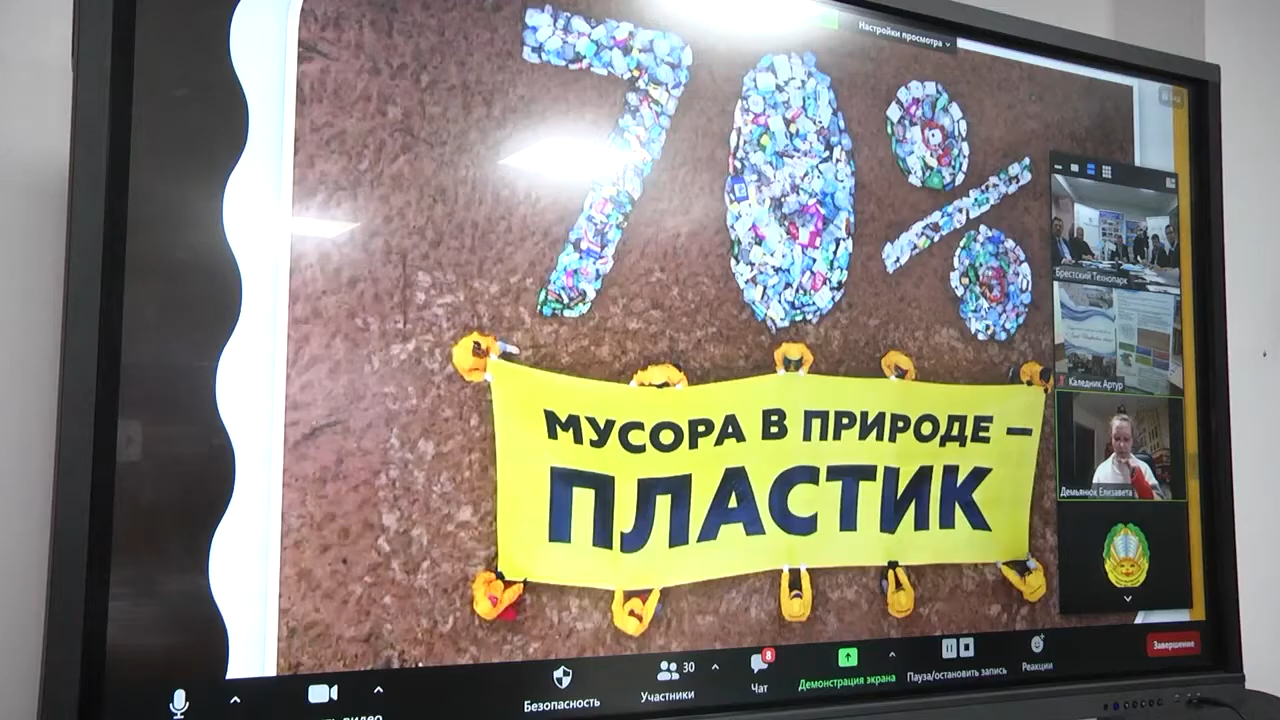 Настройки просмотра
70%
МУСОРА В ПРИРОДЕ —
ПЛАСТИК
Брестский Технопарк
Каледник Артур
Демьянюк Елизавета
Безопасность
30
Участники
8
Чат
Демонстрация экрана
Пауза/остановить запись
Реакции
Завершение